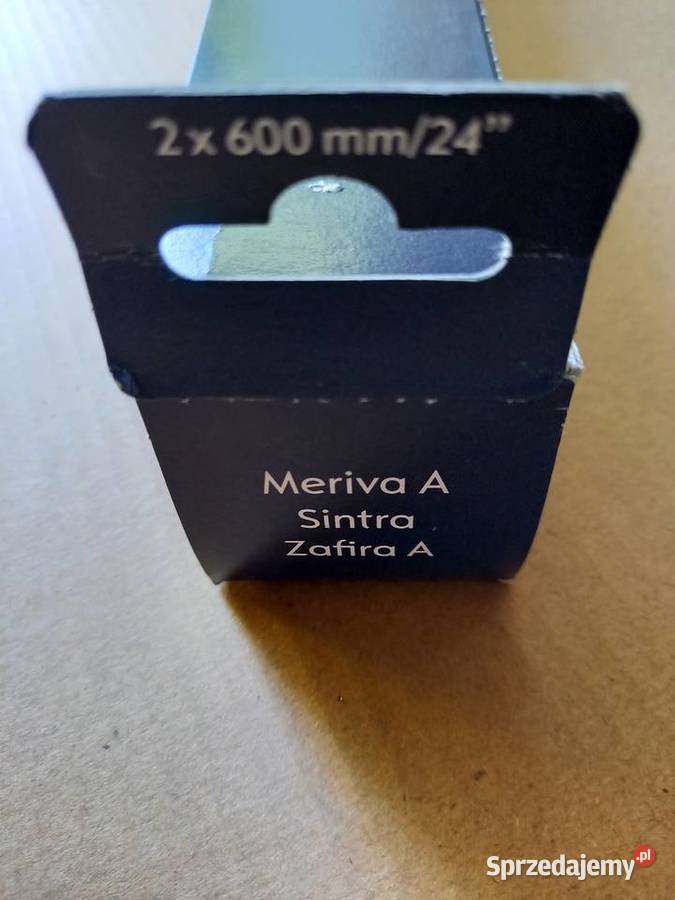 2 x 600 mm/24”
Meriva A
Sintra
Zafira A
Sprzedajemy.pl